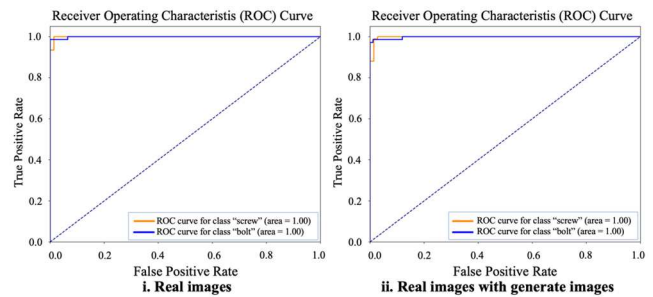 Receiver Operating Characteristis (ROC) Curve
True Positive Rate
1.0
0.8
0.6
0.4
0.2
0.0
ROC curve for class “screw” (area = 1.00)
ROC curve for class “bolt” (area = 1.00)
0.0 0.2 0.4 0.6 0.8 1.0
False Positive Rate
i. Real images
Receiver Operating Characteristis (ROC) Curve
True Positive Rate
1.0
0.8
0.6
0.4
0.2
0.0
ROC curve for class “screw” (area = 1.00)
ROC curve for class “bolt” (area = 1.00)
0.0 0.2 0.4 0.6 0.8 1.0
False Positive Rate
ii. Real images with generate images